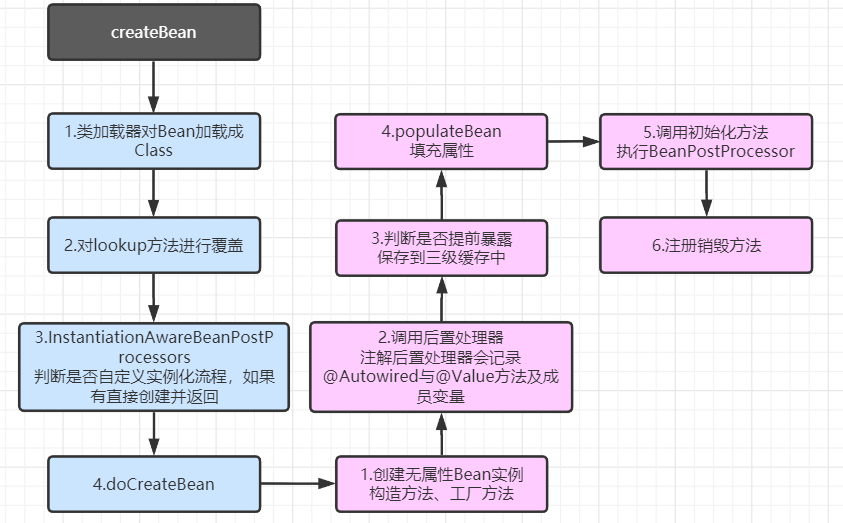 createBean
1.类加载器对Bean加载成
Class
2.对lookup方法进行覆盖
3.InstantiationAwareBeanPostP
rocessors
判断是否自定义实例化流程，如果
有直接创建并返回
4.doCreateBean
1.创建无属性Bean实例
构造方法、工厂方法
2.调用后置处理器
注解后置处理器会记录
@Autowired与@Value方法及成
员变量
3.判断是否提前暴露
保存到三级缓存中
4.populateBean
填充属性
5.调用初始化方法
执行BeanPostProcessor
6.注册销毁方法